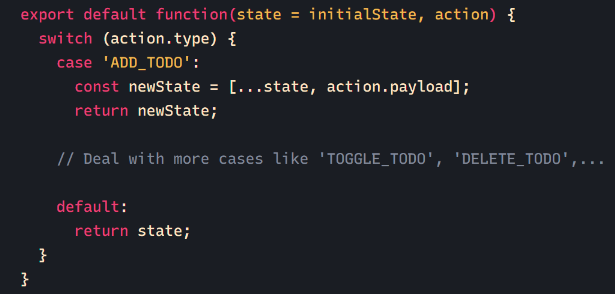 export default function(state = initialState, action) {
  switch (action.type) {
    case 'ADD_TODO':
      const newState = [...state, action.payload];
      return newState;

    // Deal with more cases like 'TOGGLE_TODO', 'DELETE_TODO',...

    default:
      return state;
  }
}